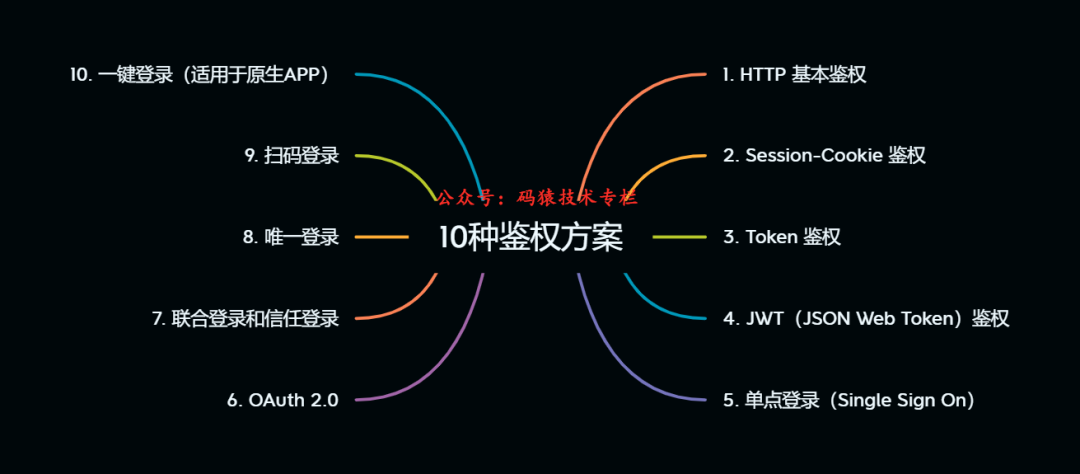 公众号：码猿技术专栏
10种鉴权方案
1. HTTP 基本鉴权
2. Session-Cookie 鉴权
3. Token 鉴权
4. JWT（JSON Web Token）鉴权
5. 单点登录（Single Sign On）
6. OAuth 2.0
7. 联合登录和信任登录
8. 唯一登录
9. 扫码登录
10. 一键登录（适用于原生APP）